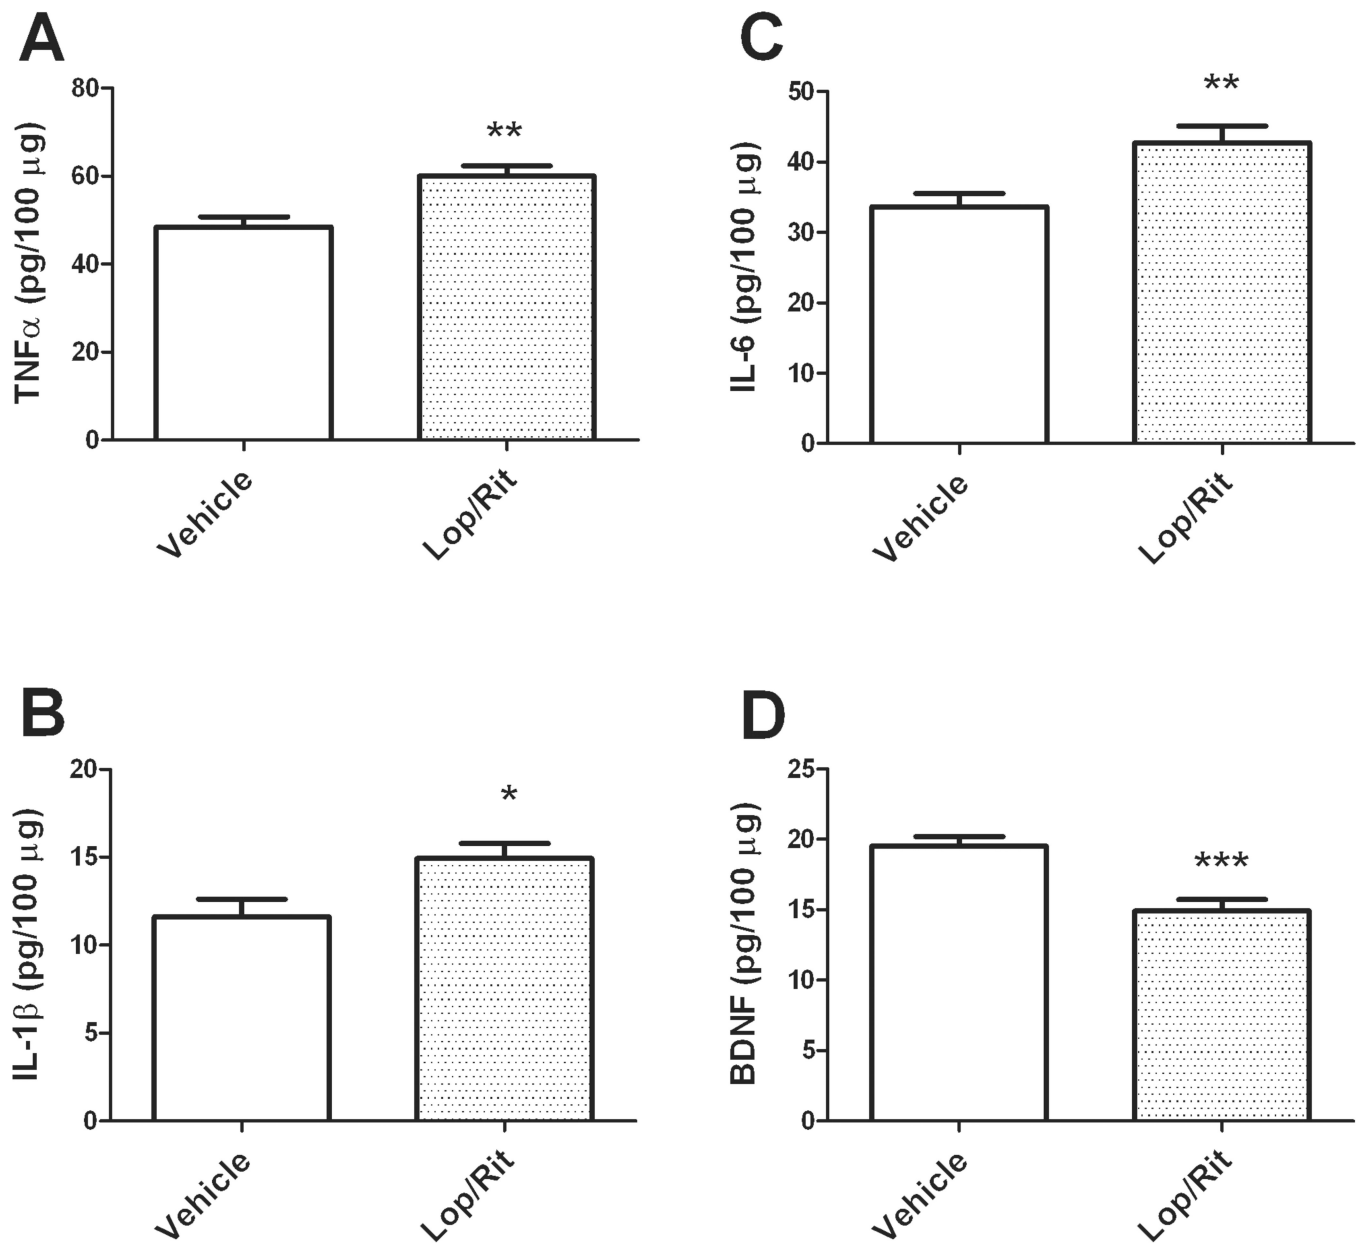 A
TNFα (pg/100 μg)
80
60
40
20
0
**
Vehicle
Lop/Rit
C
IL-6 (pg/100 μg)
50
40
30
20
10
0
**
Vehicle
Lop/Rit
B
IL-1β (pg/100 μg)
20
15
10
5
0
*
Vehicle
Lop/Rit
D
BDNF (pg/100 μg)
25
20
15
10
5
0
***
Vehicle
Lop/Rit